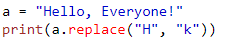 a = "Hello, Everyone!"
print(a.replace("H", "k"))